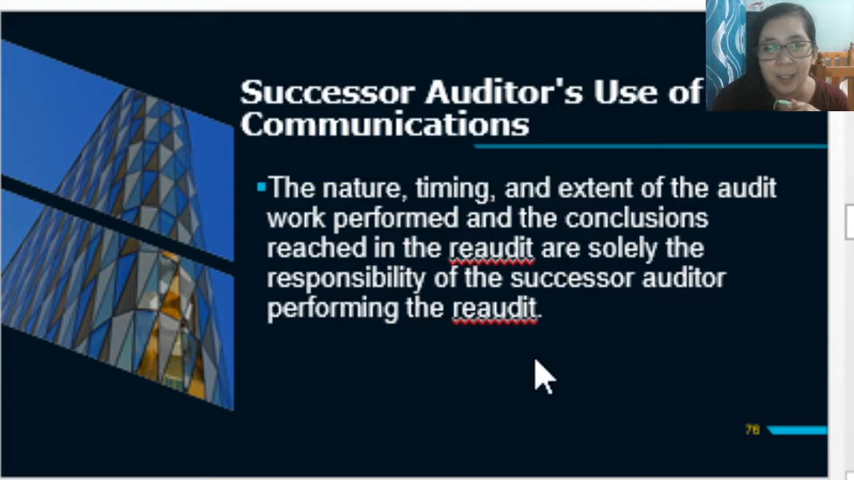 Successor Auditor's Use of
Communications
The nature, timing, and extent of the audit
work performed and the conclusions
reached in the reaudit are solely the
responsibility of the successor auditor
performing the reaudit.
78